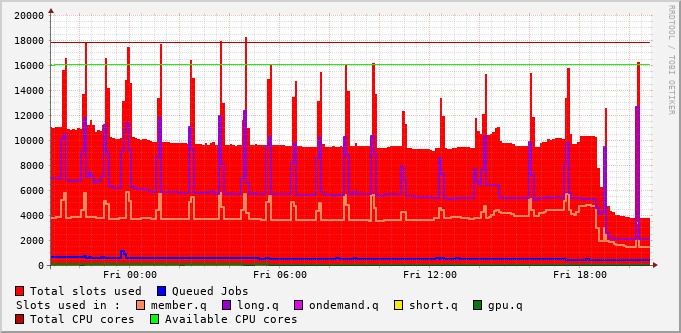 20000
18000
16000
14000
12000
10000
8000
6000
4000
2000
0
Fri 00:00 Fri 06:00 Fri 12:00 Fri 18:00
RRDTOOL / TOBI OETIKER
Total slots used Queued Jobs
Slots used in : member.q long.q ondemand.q short.q gpu.q
Total CPU cores Available CPU cores